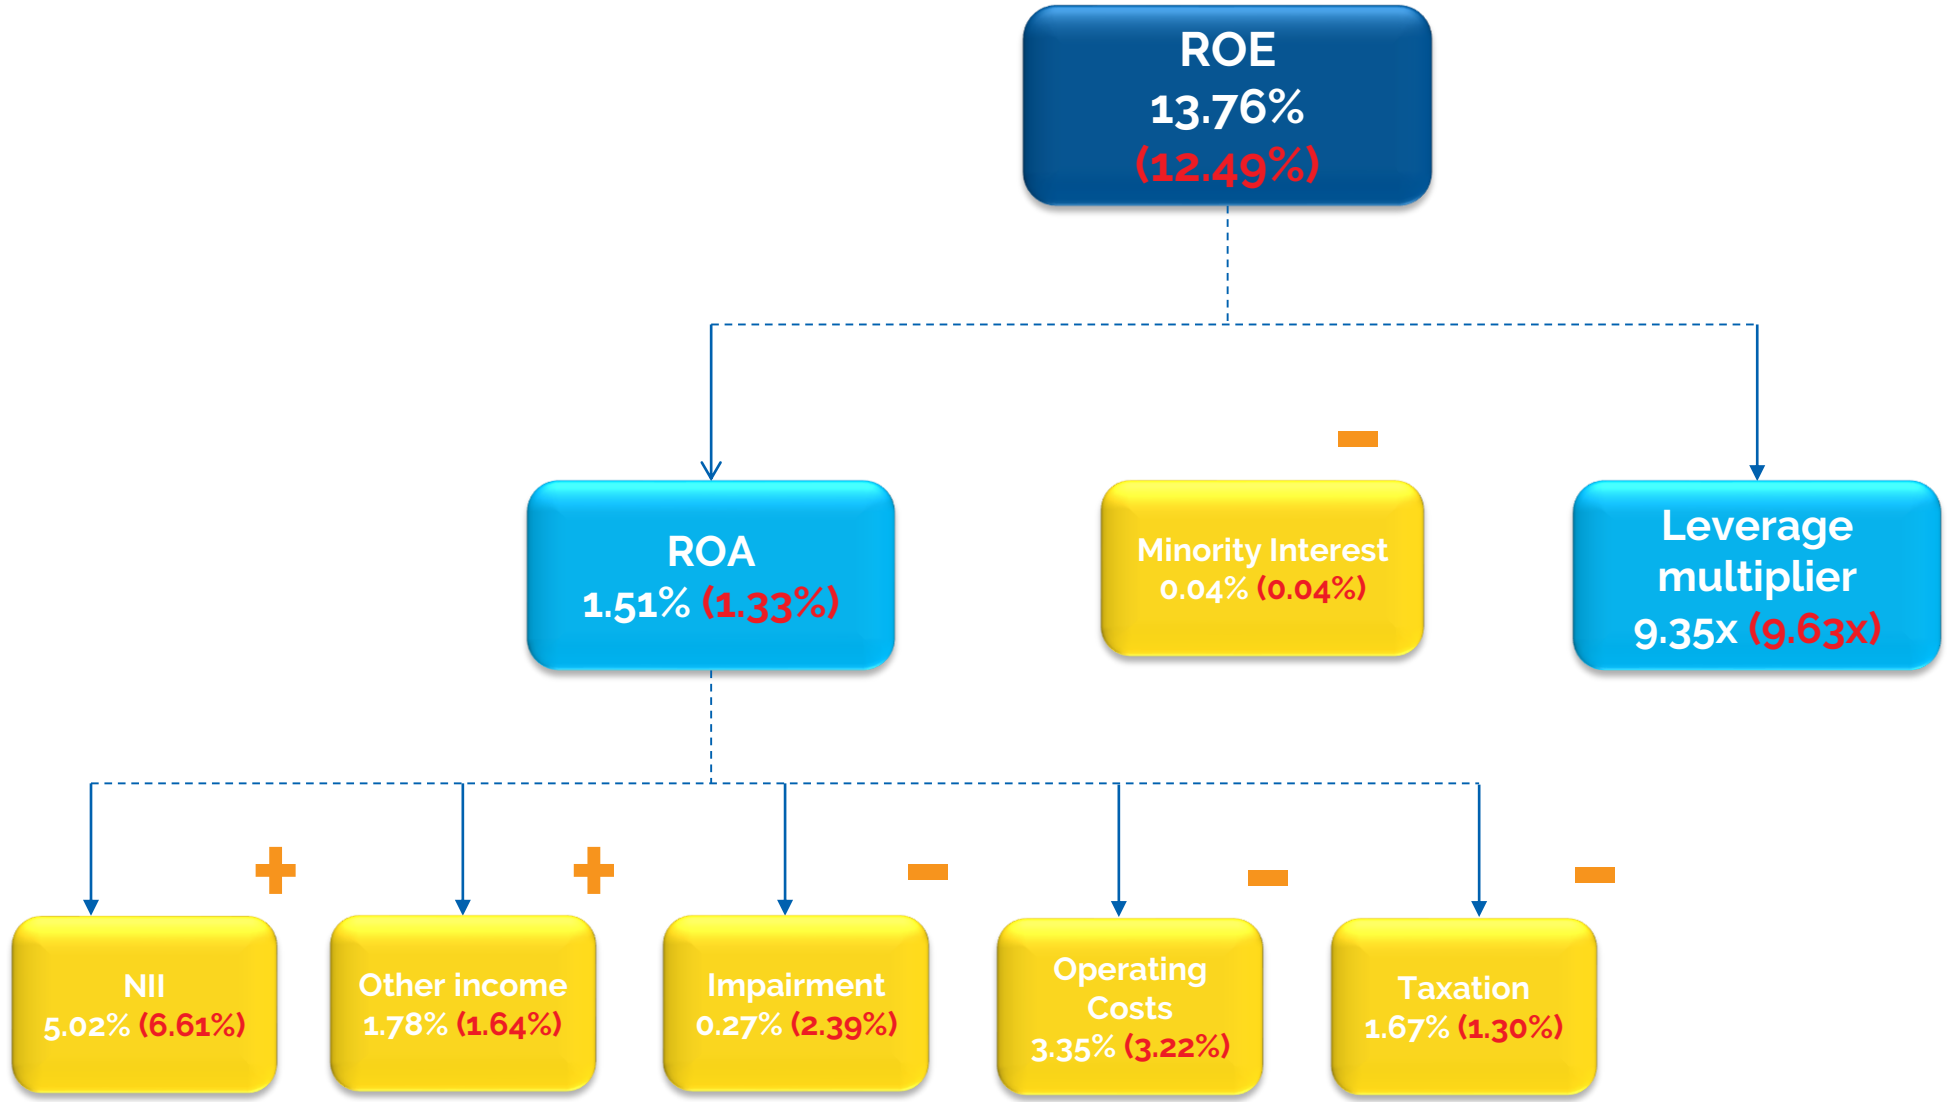 ROE
13.76%
(12.49%)
ROA
1.51% (1.33%)
Minority Interest
0.04% (0.04%)
Leverage
multiplier
9.35x (9.63x)
NII
5.02% (6.61%)
Other income
1.78% (1.64%)
Impairment
0.27% (2.39%)
Operating
Costs
3.35% (3.22%)
Taxation
1.67% (1.30%)